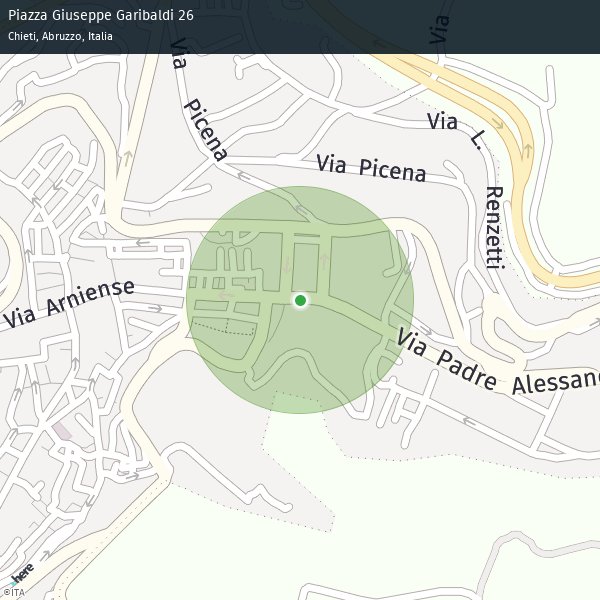 Piazza Giuseppe Garibaldi 26
Chieti, Abruzzo, Italia
Via
Via Picena
Via L. Renzetti
Via Picena
Via Arniense
Via Padre Alessand
here
©ITA